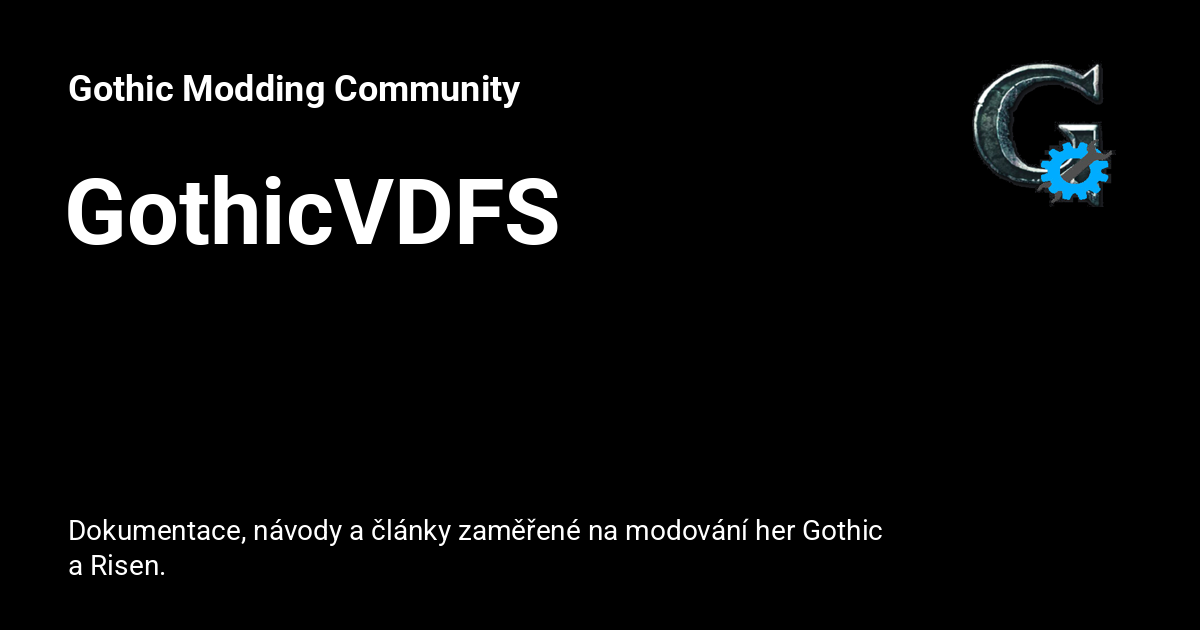 Gothic Modding Community
GothicVDFS
Dokumentace, návody a články zaměřené na modování her Gothic
a Risen.